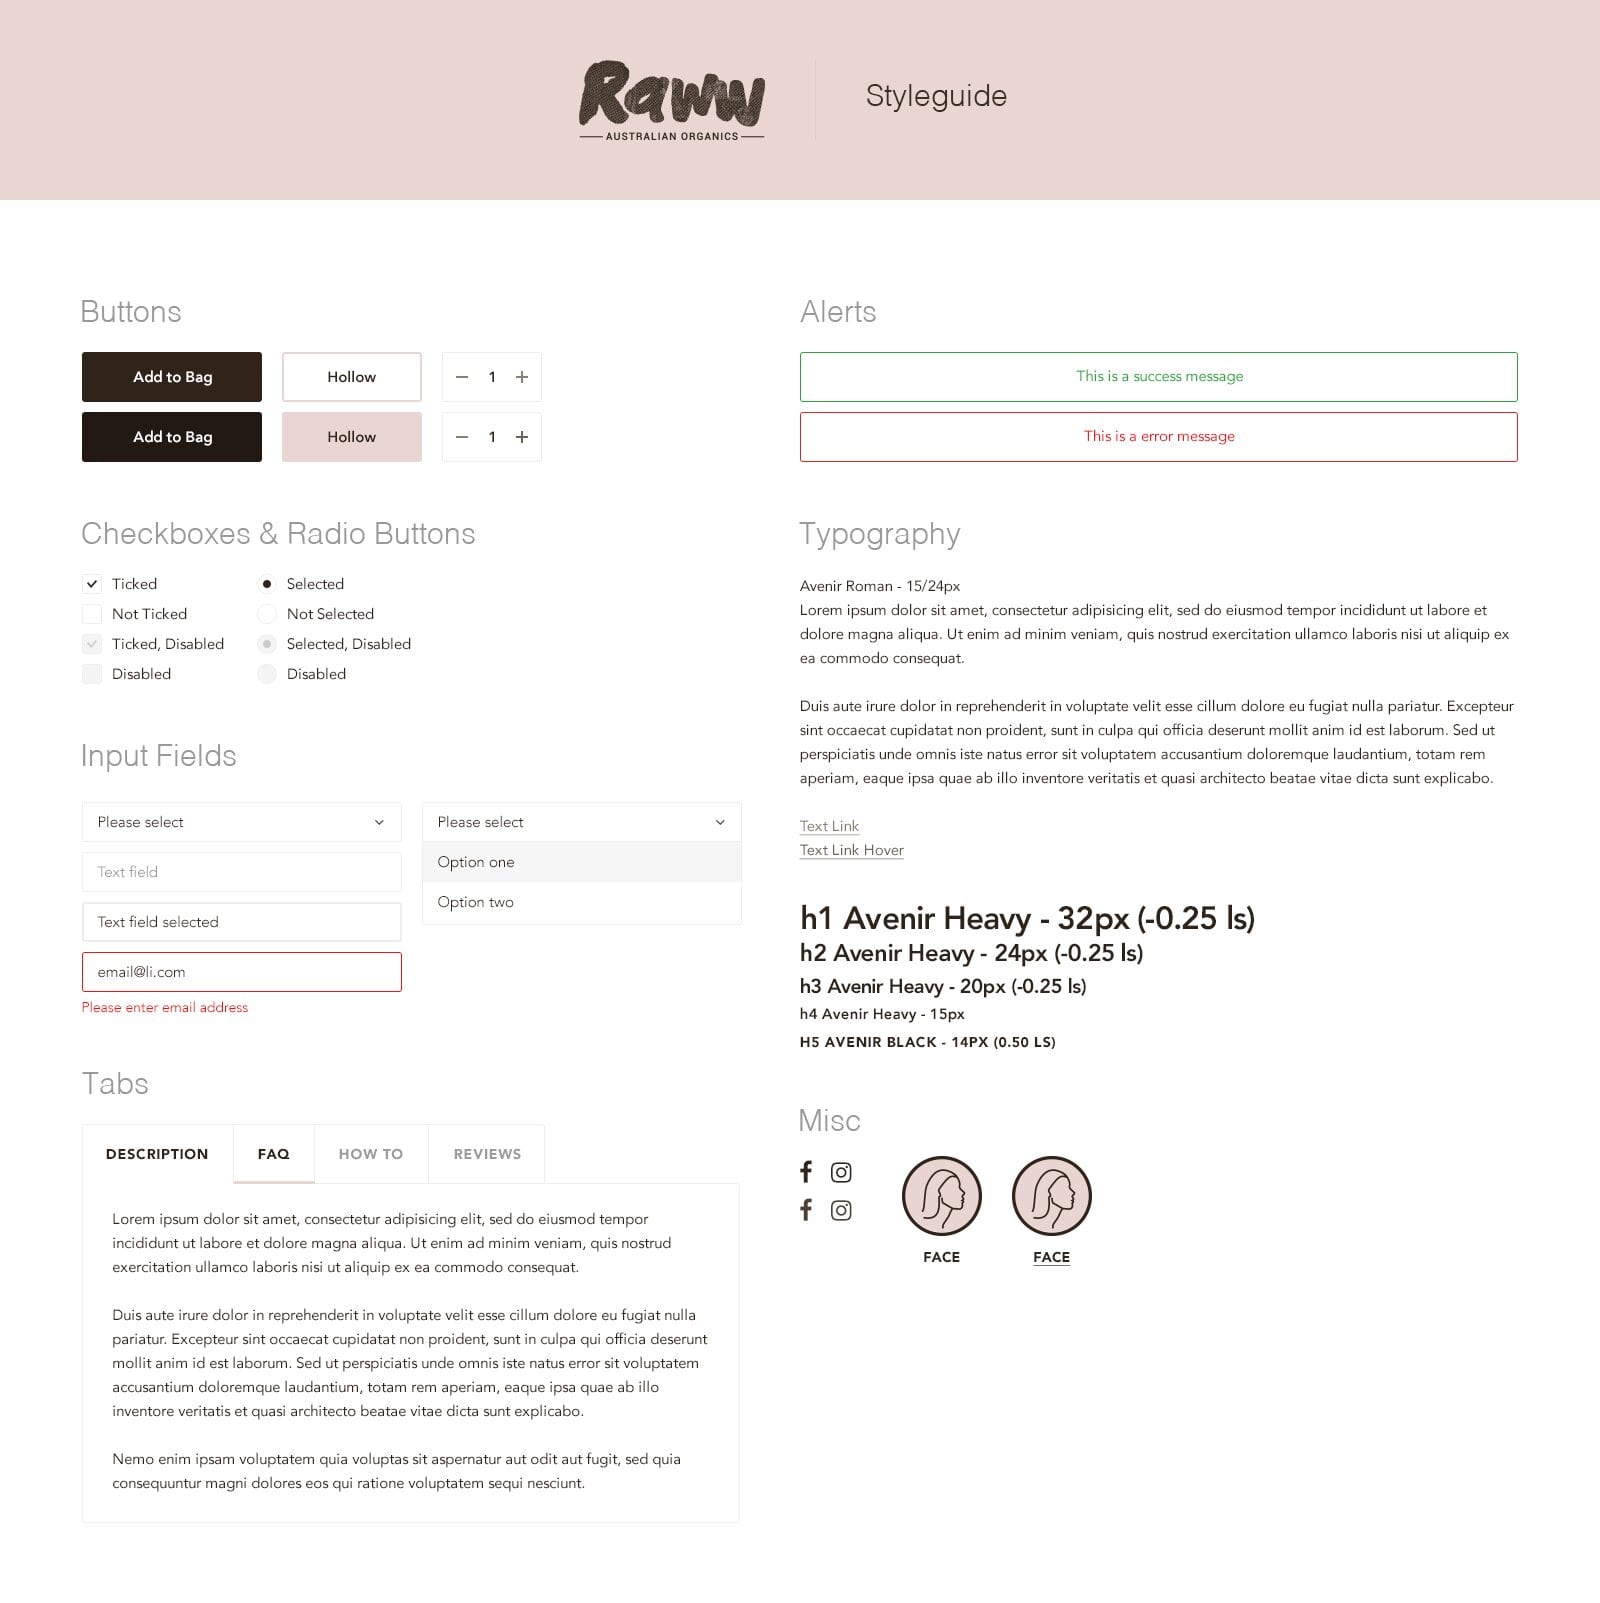 Raww
AUSTRALIAN ORGANICS
Styleguide
Buttons
Add to Bag
Hollow
1
Add to Bag
Hollow
1
Checkboxes & Radio Buttons
Ticked
Selected
Not Ticked
Not Selected
Ticked, Disabled
Selected, Disabled
Disabled
Disabled
Input Fields
Please select
Please select
Text field
Option one
Text field selected
Option two
email@li.com
Please enter email address
Tabs
DESCRIPTION
FAQ
HOW TO
REVIEWS
Lorem ipsum dolor sit amet, consectetur adipisicing elit, sed do eiusmod tempor
incididunt ut labore et dolore magna aliqua. Ut enim ad minim veniam, quis nostrud
exercitation ullamco laboris nisi ut aliquip ex ea commodo consequat.
Duis aute irure dolor in reprehenderit in voluptate velit esse cillum dolore eu fugiat nulla
pariatur. Excepteur sint occaecat cupidatat non proident, sunt in culpa qui officia deserunt
mollit anim id est laborum. Sed ut perspiciatis unde omnis iste natus error sit voluptatem
accusantium doloremque laudantium, totam rem aperiam, eaque ipsa quae ab illo
inventore veritatis et quasi architecto beatae vitae dicta sunt explicabo.
Nemo enim ipsam voluptatem quia voluptas sit aspernatur aut odit aut fugit, sed quia
consequuntur magni dolores eos qui ratione voluptatem sequi nesciunt.
Alerts
This is a success message
This is a error message
Typography
Avenir Roman - 15/24px
Lorem ipsum dolor sit amet, consectetur adipisicing elit, sed do eiusmod tempor incididunt ut labore et
dolore magna aliqua. Ut enim ad minim veniam, quis nostrud exercitation ullamco laboris nisi ut aliquip ex
ea commodo consequat.
Duis aute irure dolor in reprehenderit in voluptate velit esse cillum dolore eu fugiat nulla pariatur. Excepteur
sint occaecat cupidatat non proident, sunt in culpa qui officia deserunt mollit anim id est laborum. Sed ut
perspiciatis unde omnis iste natus error sit voluptatem accusantium doloremque laudantium, totam rem
aperiam, eaque ipsa quae ab illo inventore veritatis et quasi architecto beatae vitae dicta sunt explicabo.
Text Link
Text Link Hover
h1 Avenir Heavy - 32px (-0.25 ls)
h2 Avenir Heavy - 24px (-0.25 ls)
h3 Avenir Heavy - 20px (-0.25 ls)
h4 Avenir Heavy - 15px
H5 AVENIR BLACK - 14PX (0.50 LS)
Misc
FACE
FACE